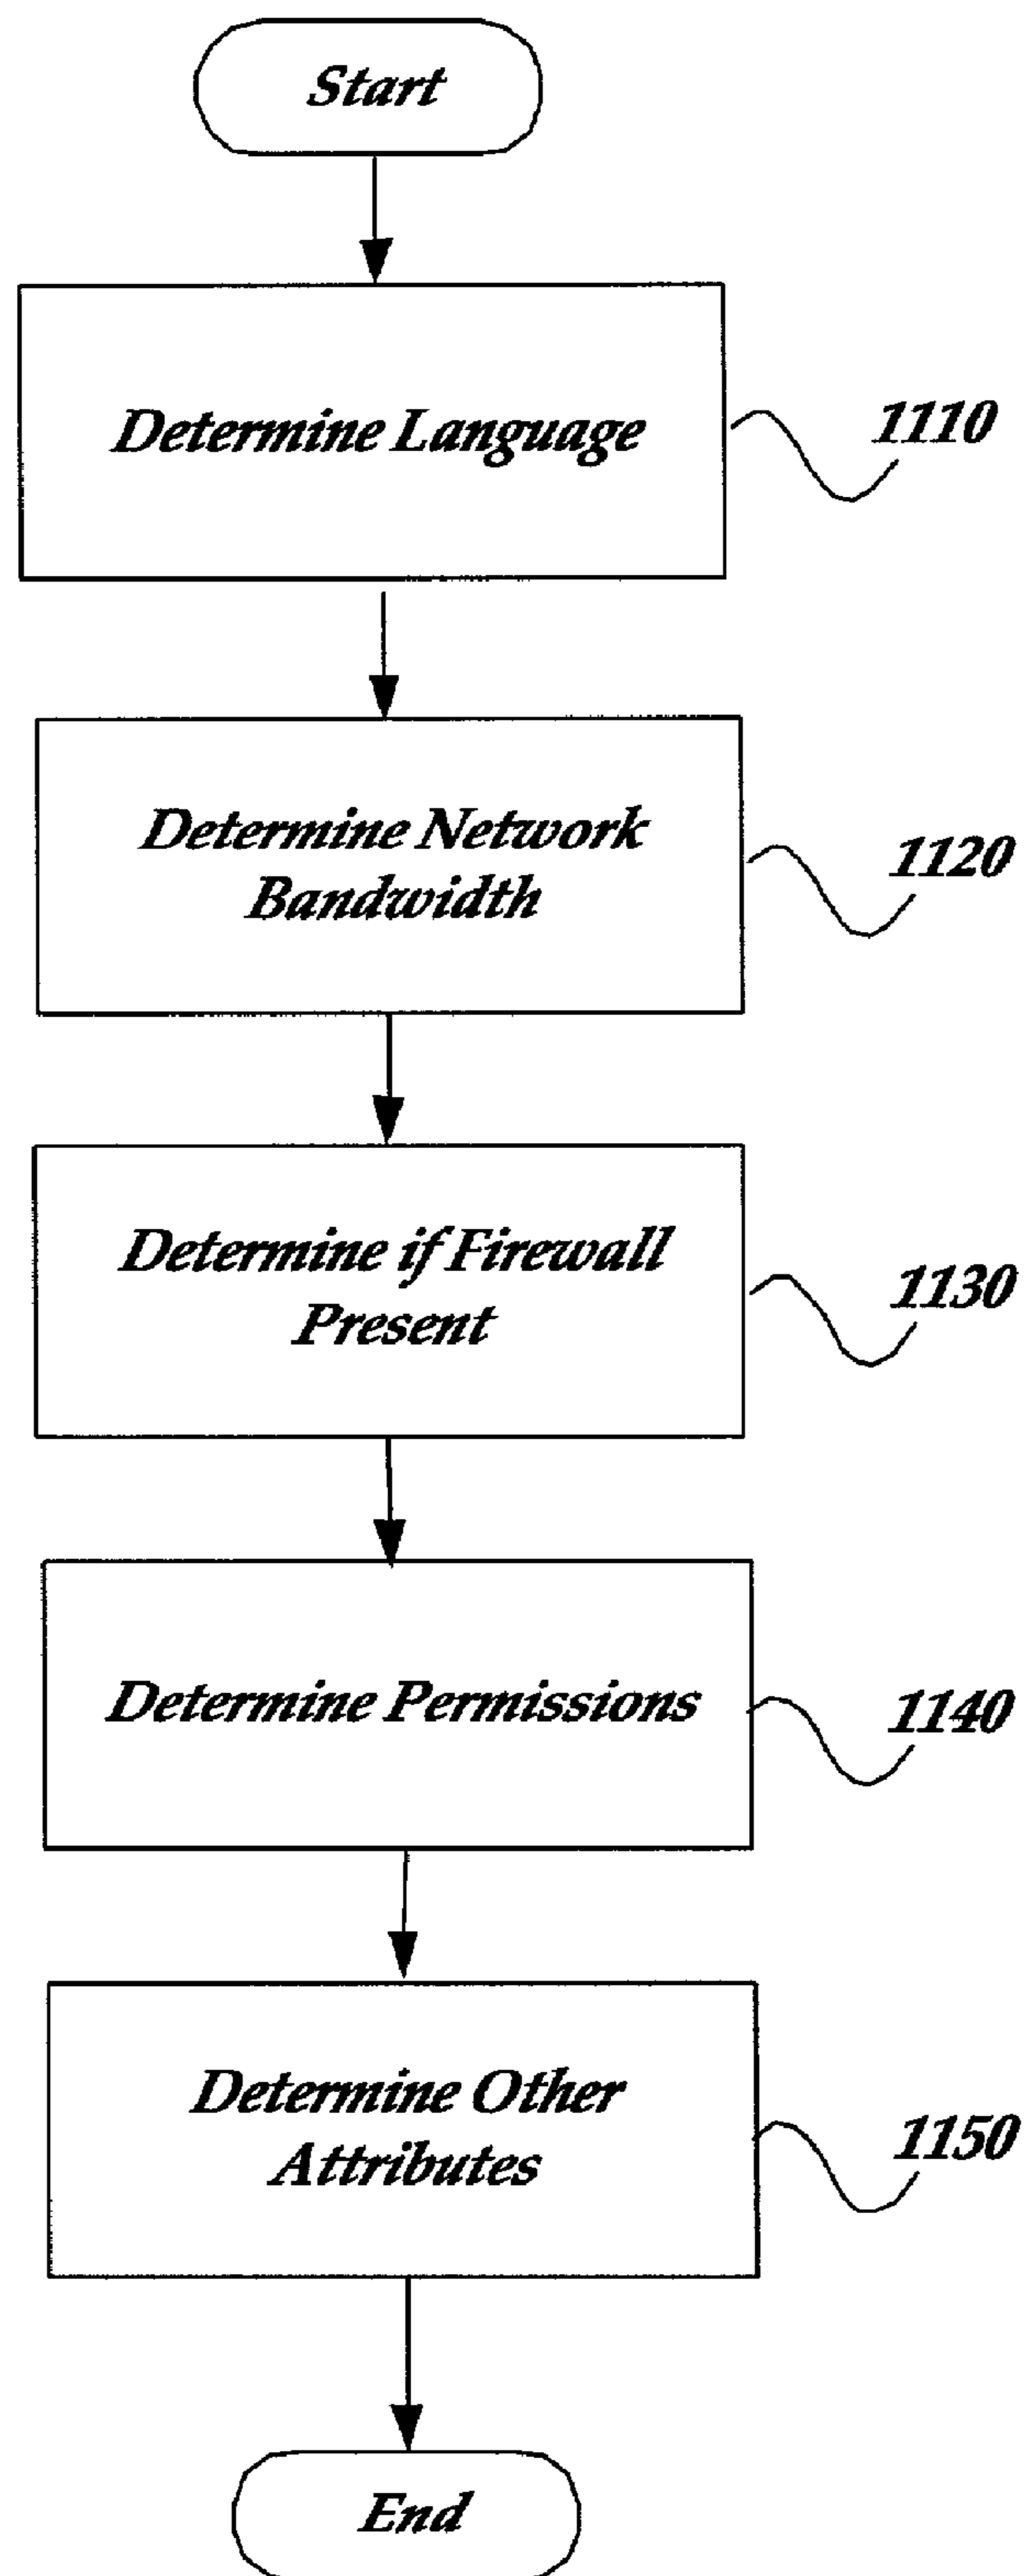 Start
Determine Language
1110
Determine Network
Bandwidth
1120
Determine if Firewall
Present
1130
Determine Permissions
1140
Determine Other
Attributes
1150
End